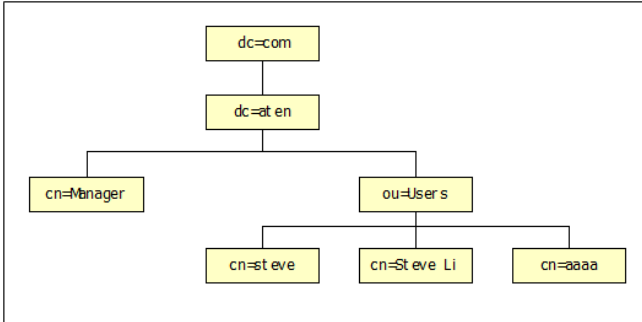 dc=com
dc=aten
cn=Manager
ou=Users
cn=steve
cn=Steve Li
cn=aaaa